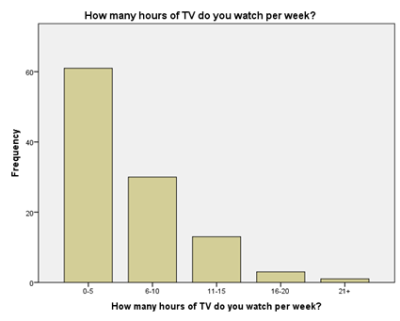 How many hours of TV do you watch per week?
Frequency
60
40
20
0
0-5 6-10 11-15 16-20 21+
How many hours of TV do you watch per week?